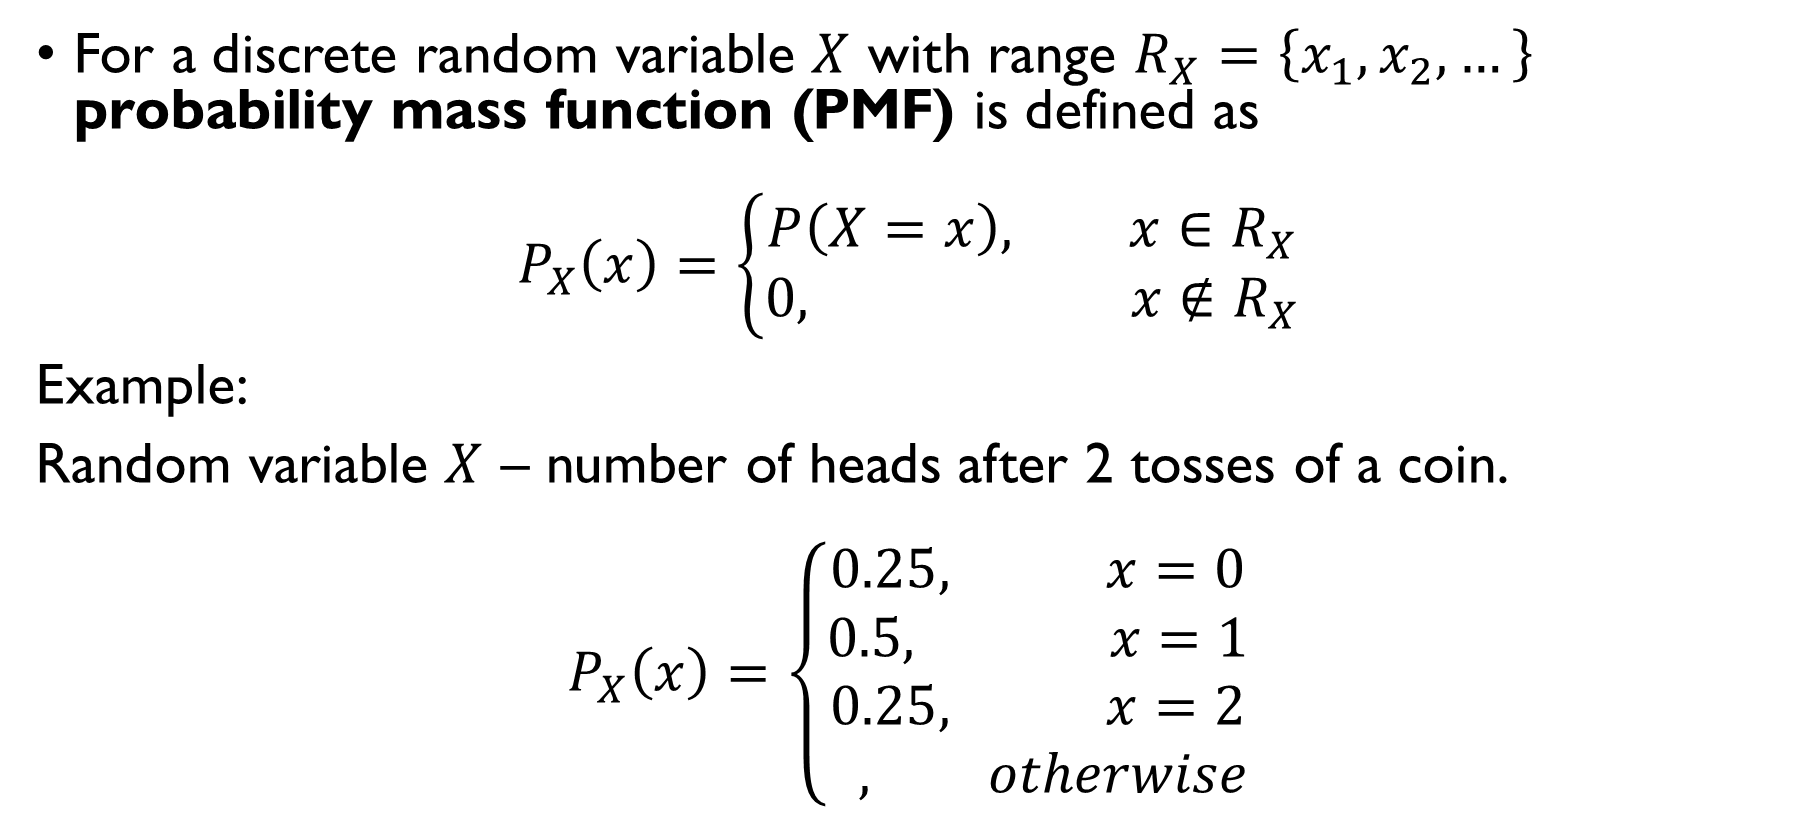 • For a discrete random variable X with range R_X = {x_1, x_2, … }
probability mass function (PMF) is defined as
P_X(x) = { P(X = x), x ∈ R_X
0, x ∉ R_X
Example:
Random variable X – number of heads after 2 tosses of a coin.
P_X(x) = { 0.25, x = 0
0.5, x = 1
0.25, x = 2
, otherwise